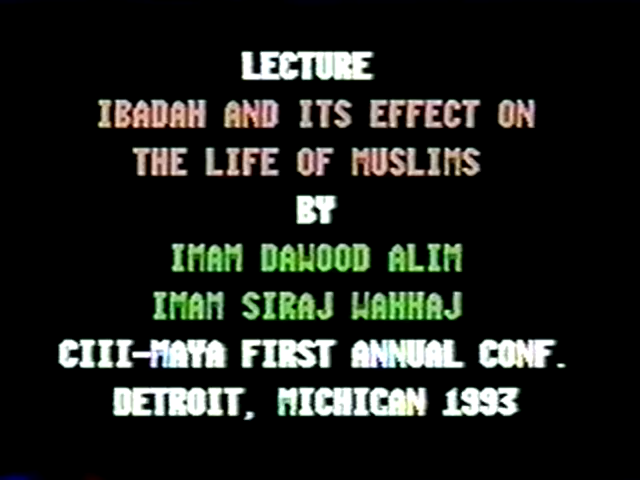 LECTURE
IBADAH AND ITS EFFECT ON
THE LIFE OF MUSLIMS
BY
IMAM DAWOOD ALIM
IMAM SIRAJ WAHHAJ
CIII-MAYA FIRST ANNUAL CONF.
DETROIT, MICHIGAN 1993